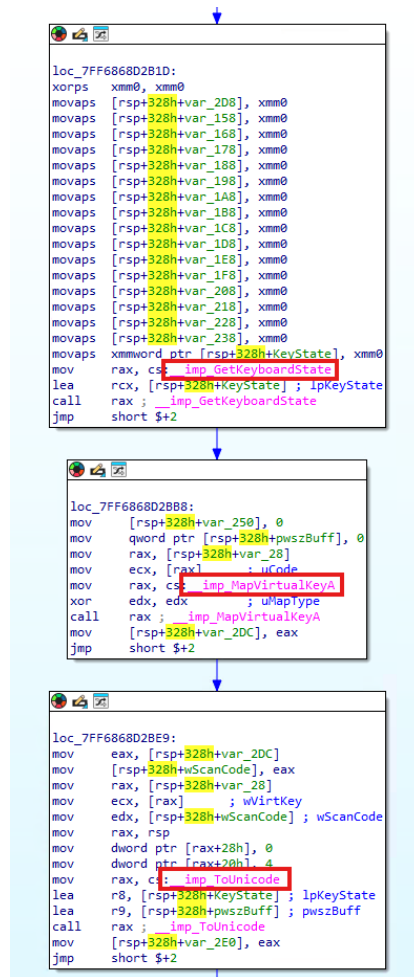 loc_7FF6868D2B1D:
xorps xmm0, xmm0
movaps [rsp+328h+var_2D8], xmm0
movaps [rsp+328h+var_158], xmm0
movaps [rsp+328h+var_168], xmm0
movaps [rsp+328h+var_178], xmm0
movaps [rsp+328h+var_188], xmm0
movaps [rsp+328h+var_198], xmm0
movaps [rsp+328h+var_1A8], xmm0
movaps [rsp+328h+var_1B8], xmm0
movaps [rsp+328h+var_1C8], xmm0
movaps [rsp+328h+var_1D8], xmm0
movaps [rsp+328h+var_1E8], xmm0
movaps [rsp+328h+var_1F8], xmm0
movaps [rsp+328h+var_208], xmm0
movaps [rsp+328h+var_218], xmm0
movaps [rsp+328h+var_228], xmm0
movaps [rsp+328h+var_238], xmm0
movaps xmmword ptr [rsp+328h+KeyState], xmm0
mov rax, cs:__imp_GetKeyboardState
lea rcx, [rsp+328h+KeyState] ; lpKeyState
call rax ; __imp_GetKeyboardState
jmp short $+2
loc_7FF6868D2BB8:
mov [rsp+328h+var_250], 0
mov qword ptr [rsp+328h+pwszBuff], 0
mov rax, [rsp+328h+var_28]
mov ecx, [rax] ; uCode
mov rax, cs:__imp_MapVirtualKeyA
xor edx, edx ; uMapType
call rax ; __imp_MapVirtualKeyA
mov [rsp+328h+var_2DC], eax
jmp short $+2
loc_7FF6868D2BE9:
mov eax, [rsp+328h+var_2DC]
mov [rsp+328h+wScanCode], eax
mov rax, [rsp+328h+var_28]
mov ecx, [rax] ; wVirtKey
mov edx, [rsp+328h+wScanCode] ; wScanCode
mov rax, rsp
mov dword ptr [rax+28h], 0
mov dword ptr [rax+20h], 4
mov rax, cs:__imp_ToUnicode
lea r8, [rsp+328h+KeyState] ; lpKeyState
lea r9, [rsp+328h+pwszBuff] ; pwszBuff
call rax ; __imp_ToUnicode
mov [rsp+328h+var_2E0], eax
jmp short $+2